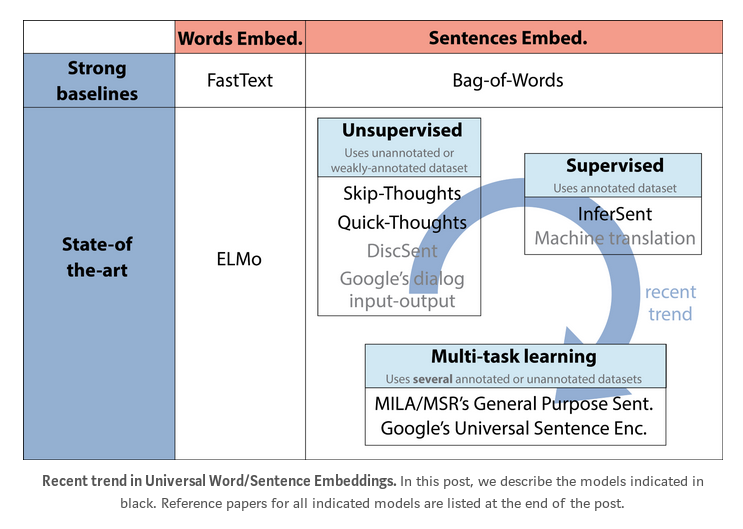 Words Embed.
Sentences Embed.
Strong
baselines
FastText
Bag-of-Words
State-of
the-art
ELMo
Unsupervised
Uses unannotated or
weakly-annotated dataset
Skip-Thoughts
Quick-Thoughts
DiscSent
Google's dialog
input-output
Supervised
Uses annotated dataset
InferSent
Machine translation
recent
trend
Multi-task learning
Uses several annotated or unannotated datasets
MILA/MSR's General Purpose Sent.
Google's Universal Sentence Enc.
Recent trend in Universal Word/Sentence Embeddings. In this post, we describe the models indicated in
black. Reference papers for all indicated models are listed at the end of the post.